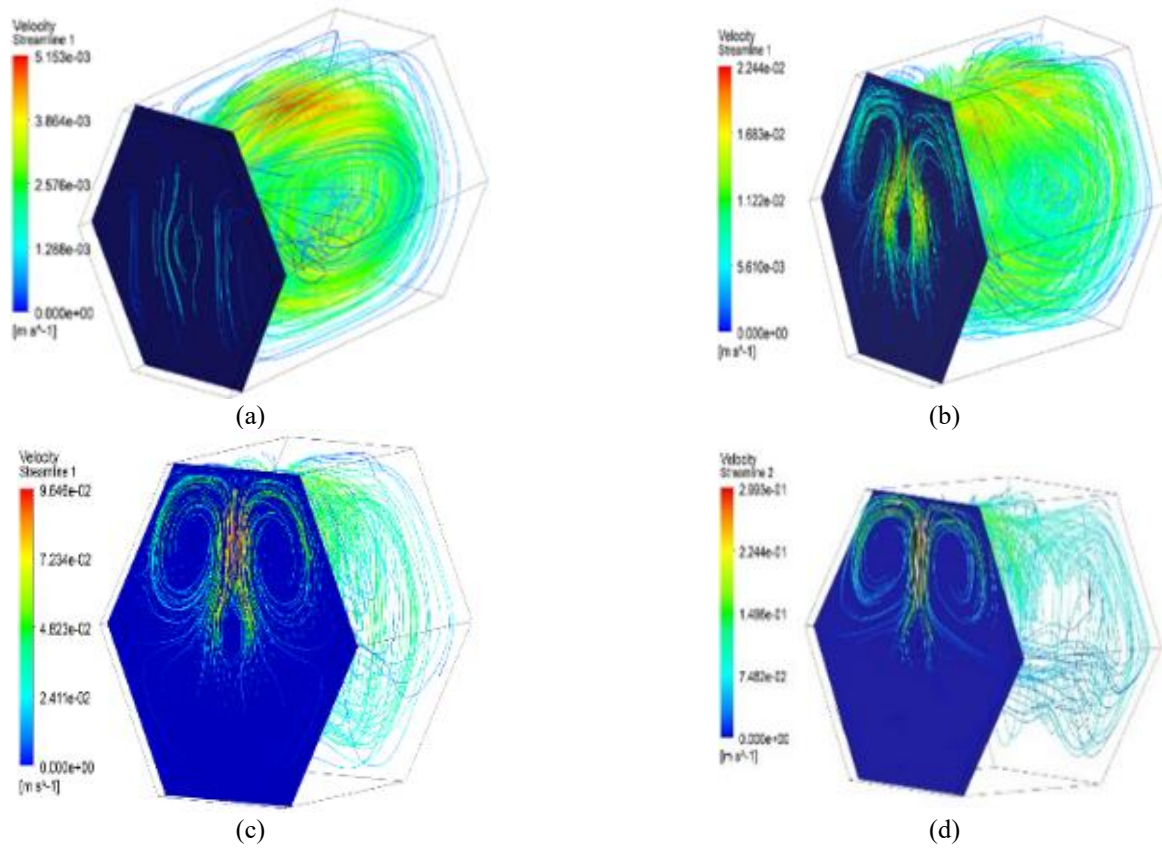 Velocity
Streamline 1
5.153e-03
3.864e-03
2.576e-03
1.288e-03
0.000e+00
[m s^-1]
(a)
Velocity
Streamline 1
2.244e-02
1.683e-02
1.122e-02
5.610e-03
0.000e+00
[m s^-1]
(b)
Velocity
Streamline 1
9.646e-02
7.234e-02
4.823e-02
2.411e-02
0.000e+00
[m s^-1]
(c)
Velocity
Streamline 2
2.993e-01
2.244e-01
1.496e-01
7.482e-02
0.000e+00
[m s^-1]
(d)